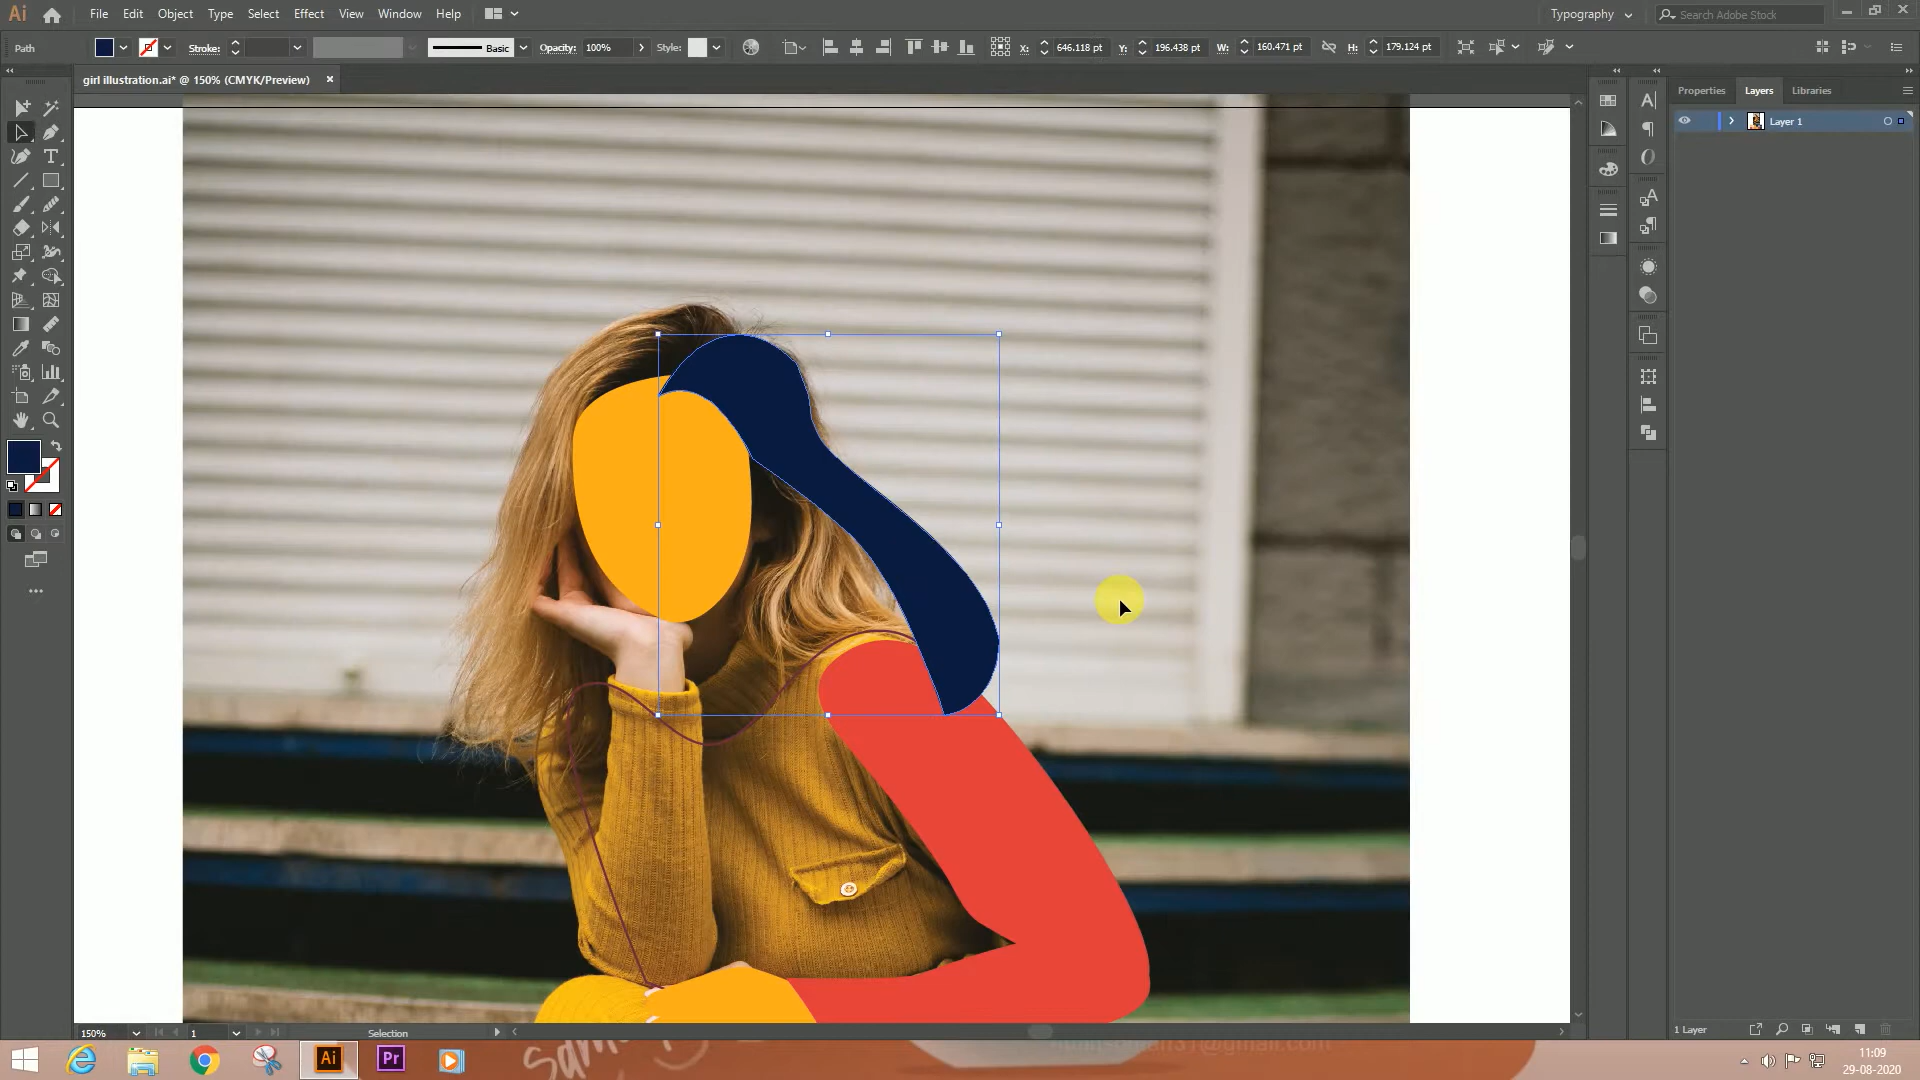 Ai File Edit Object Type Select Effect View Window Help Typography Search Adobe Stock
Path Stroke: Basic Opacity: 100% Style: X: 646.118 pt Y: 196.438 pt W: 160.471 pt H: 179.124 pt
girl illustration.ai* @ 150% (CMYK/Preview) ×
Properties Layers Libraries
Layer 1
150% 1 Selection
1 Layer
Ai Pr
11:09
29-08-2020